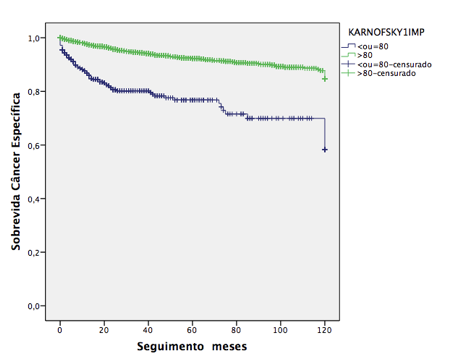 KARNOFSKY1IMP
<ou=80
>80
<ou=80-censurado
>80-censurado
Sobrevida Câncer Específica
1,0
0,8
0,6
0,4
0,2
0,0
0 20 40 60 80 100 120
Seguimento meses